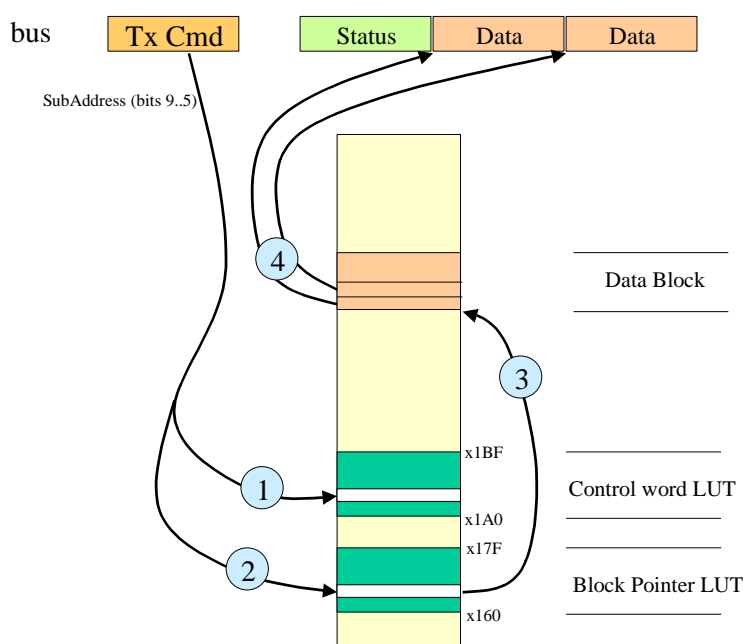 bus
Tx Cmd
Status
Data
Data
SubAddress (bits 9..5)
4
Data Block
3
x1BF
1
Control word LUT
x1A0
x17F
2
Block Pointer LUT
x160